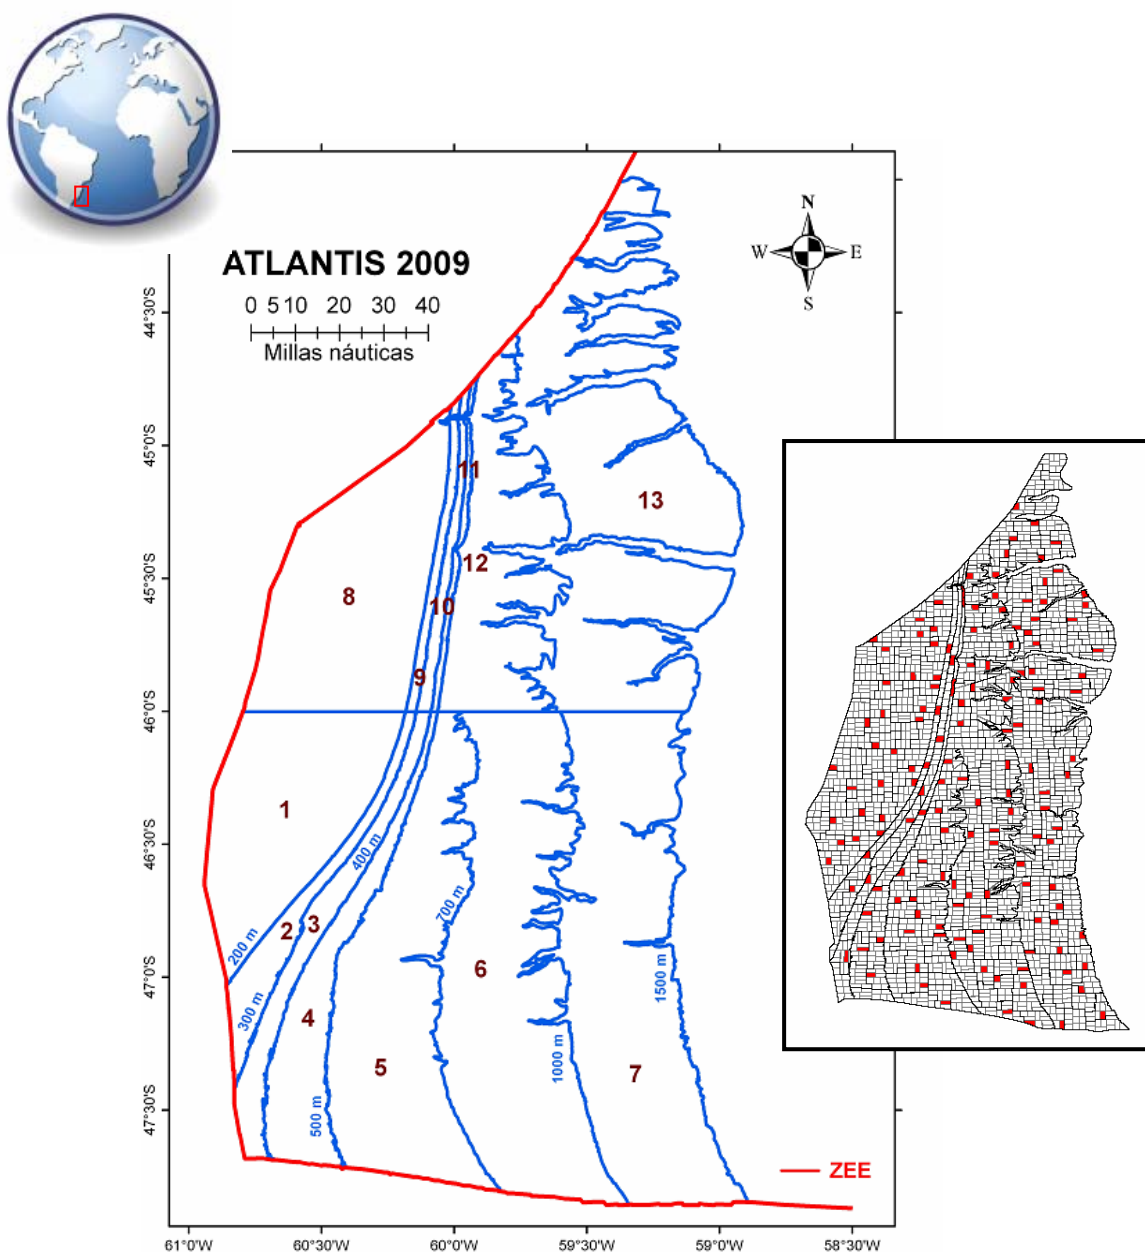 N
W E
S
ATLANTIS 2009
0 5 10 20 30 40
Millas náuticas
44°30'S
45°0'S
45°30'S
46°0'S
46°30'S
47°0'S
47°30'S
11
13
12
8
10
9
1
400 m
700 m
2
3
200 m
6
1500 m
300 m
4
5
1000 m
7
500 m
ZEE
61°0'W 60°30'W 60°0'W 59°30'W 59°0'W 58°30'W